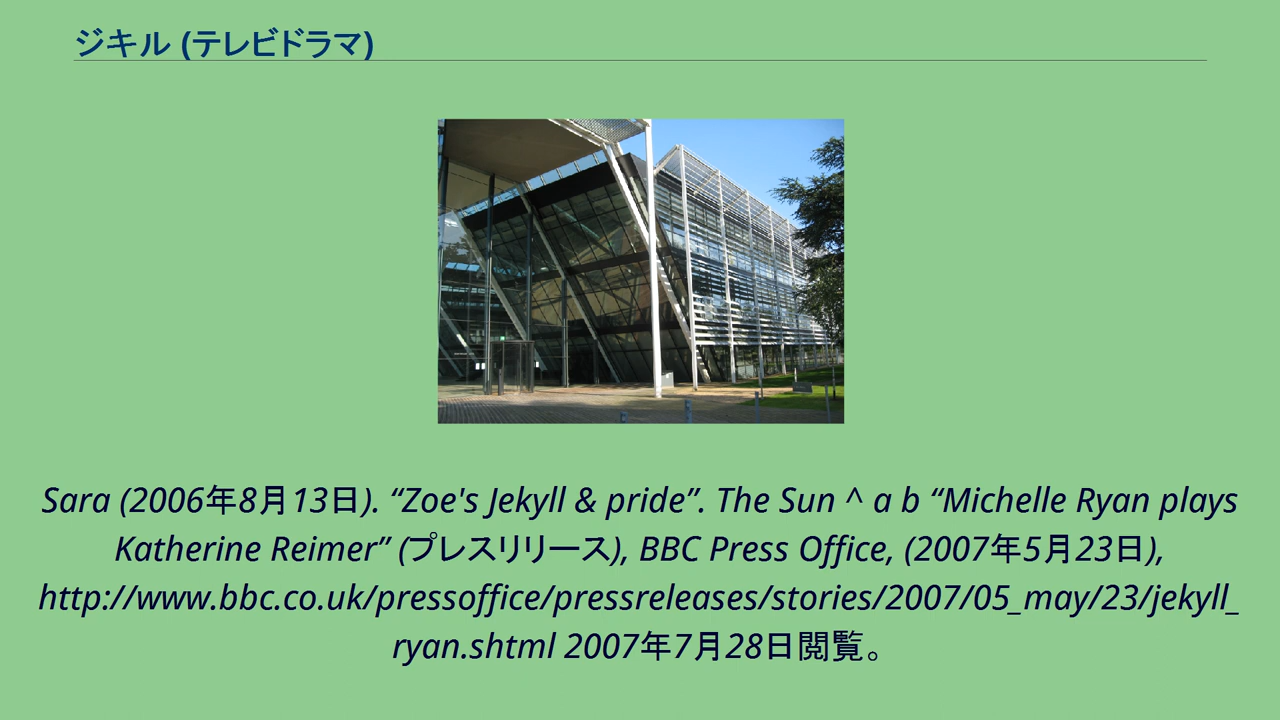 ジキル (テレビドラマ)
Sara (2006年8月13日). “Zoe's Jekyll & pride”. The Sun ^ a b “Michelle Ryan plays
Katherine Reimer” (プレスリリース), BBC Press Office, (2007年5月23日),
http://www.bbc.co.uk/pressoffice/pressreleases/stories/2007/05_may/23/jekyll_
ryan.shtml 2007年7月28日閲覧。